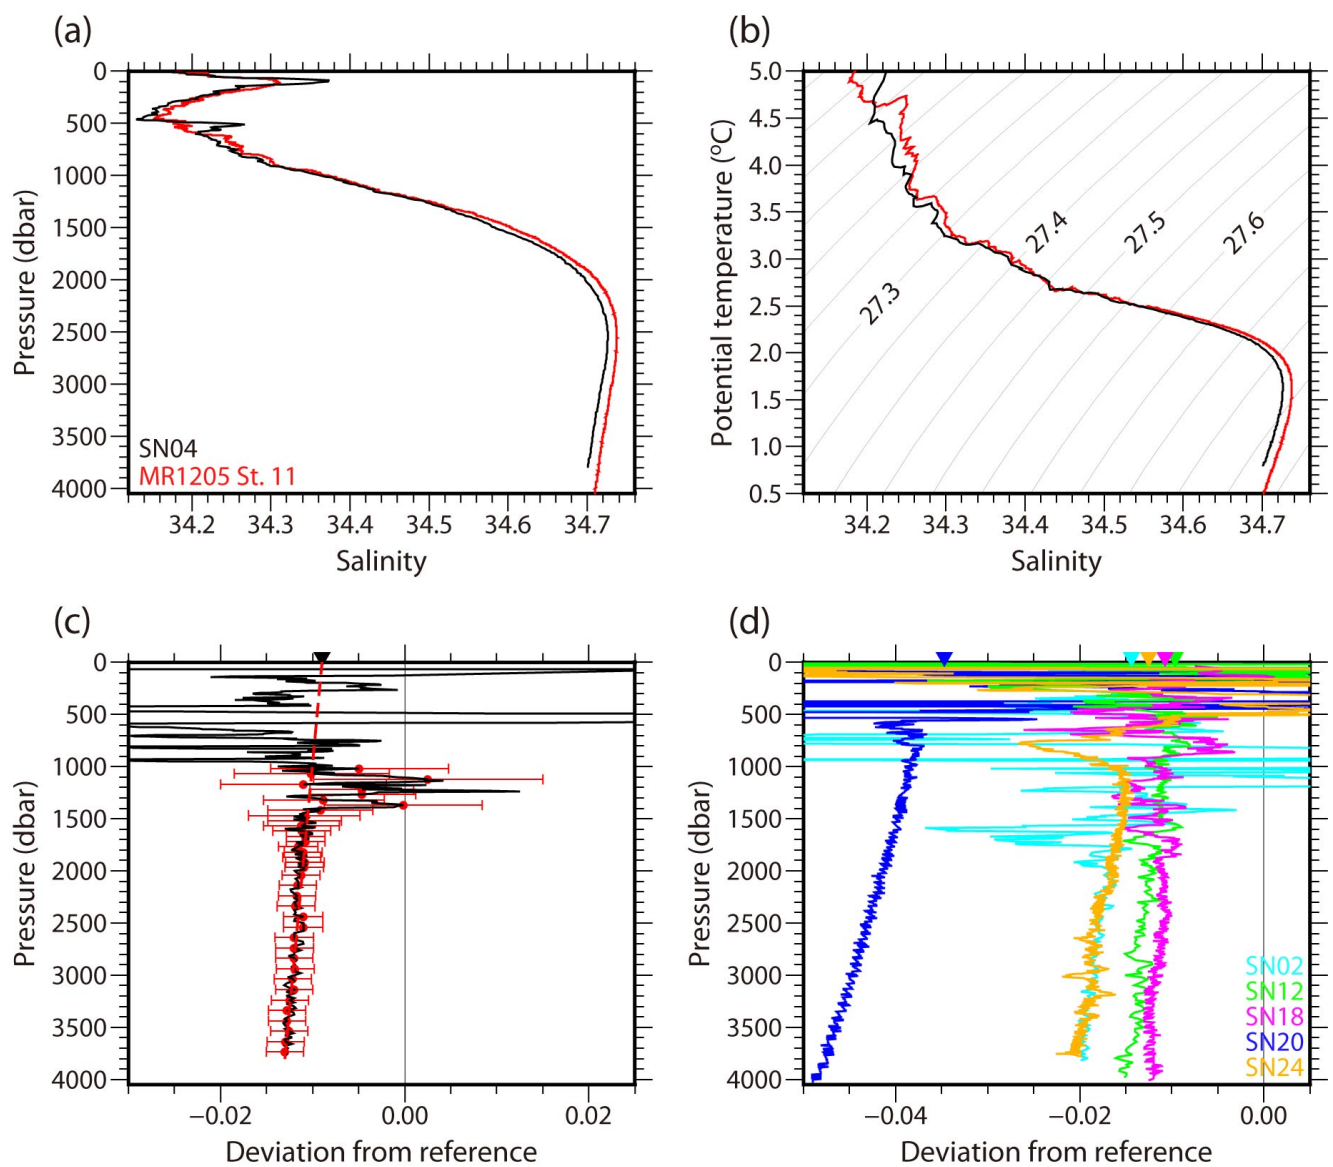 (a)
0
500
1000
1500
2000
2500
3000
3500
4000
Pressure (dbar)
SN04
MR1205 St. 11
34.2 34.3 34.4 34.5 34.6 34.7
Salinity
(b)
5.0
4.5
4.0
3.5
3.0
2.5
2.0
1.5
1.0
0.5
Potential temperature (°C)
27.3
27.4
27.5
27.6
34.2 34.3 34.4 34.5 34.6 34.7
Salinity
(c)
0
500
1000
1500
2000
2500
3000
3500
4000
Pressure (dbar)
−0.02 0.00 0.02
Deviation from reference
(d)
0
500
1000
1500
2000
2500
3000
3500
4000
Pressure (dbar)
SN02
SN12
SN18
SN20
SN24
−0.04 −0.02 0.00
Deviation from reference